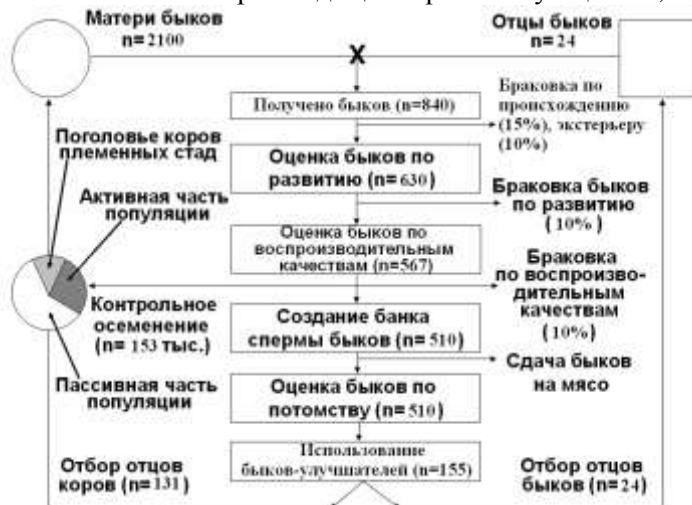 Матери быков
n=2100
Отцы быков
n=24
X
Получено быков (n=840)
Браковка по
происхождению
(15%), экстерьеру
(10%)
Поголовье коров
племенных стад
Оценка быков по
развитию (n=630)
Активная часть
популяции
Браковка быков
по развитию
(10%)
Оценка быков по
воспроизводительным
качествам (n=567)
Браковка
по воспроизво-
дительным
качествам
(10%)
Контрольное
осеменение
(n= 153 тыс.)
Создание банка
спермы быков (n=510)
Сдача быков
на мясо
Пассивная часть
популяции
Оценка быков по
потомству (n=510)
Использование
быков-улучшателей (n=155)
Отбор отцов
коров (n=131)
Отбор отцов
быков (n=24)